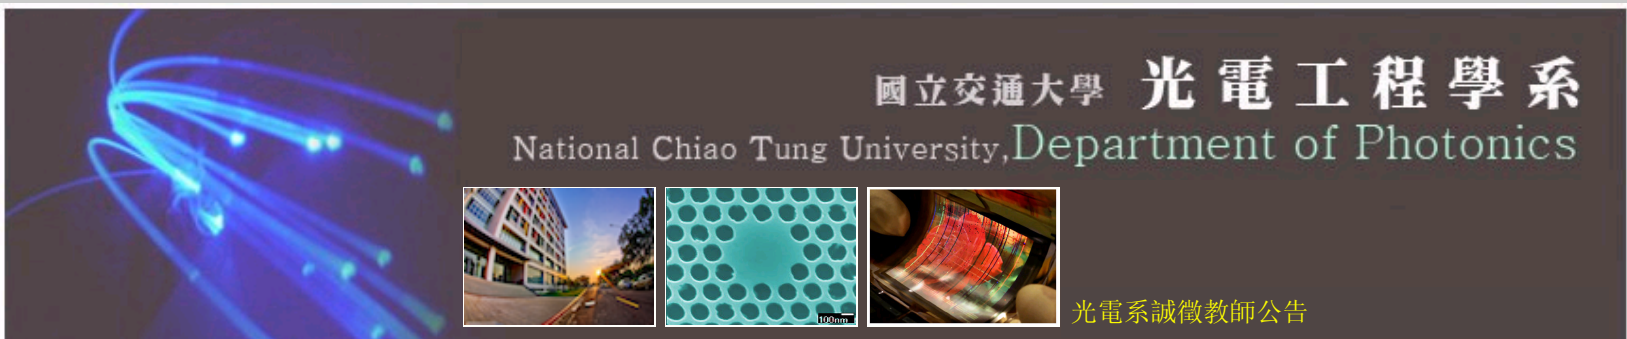 國立交通大學 光電工程學系
National Chiao Tung University,Department of Photonics
100nm
光電系誠徵教師公告